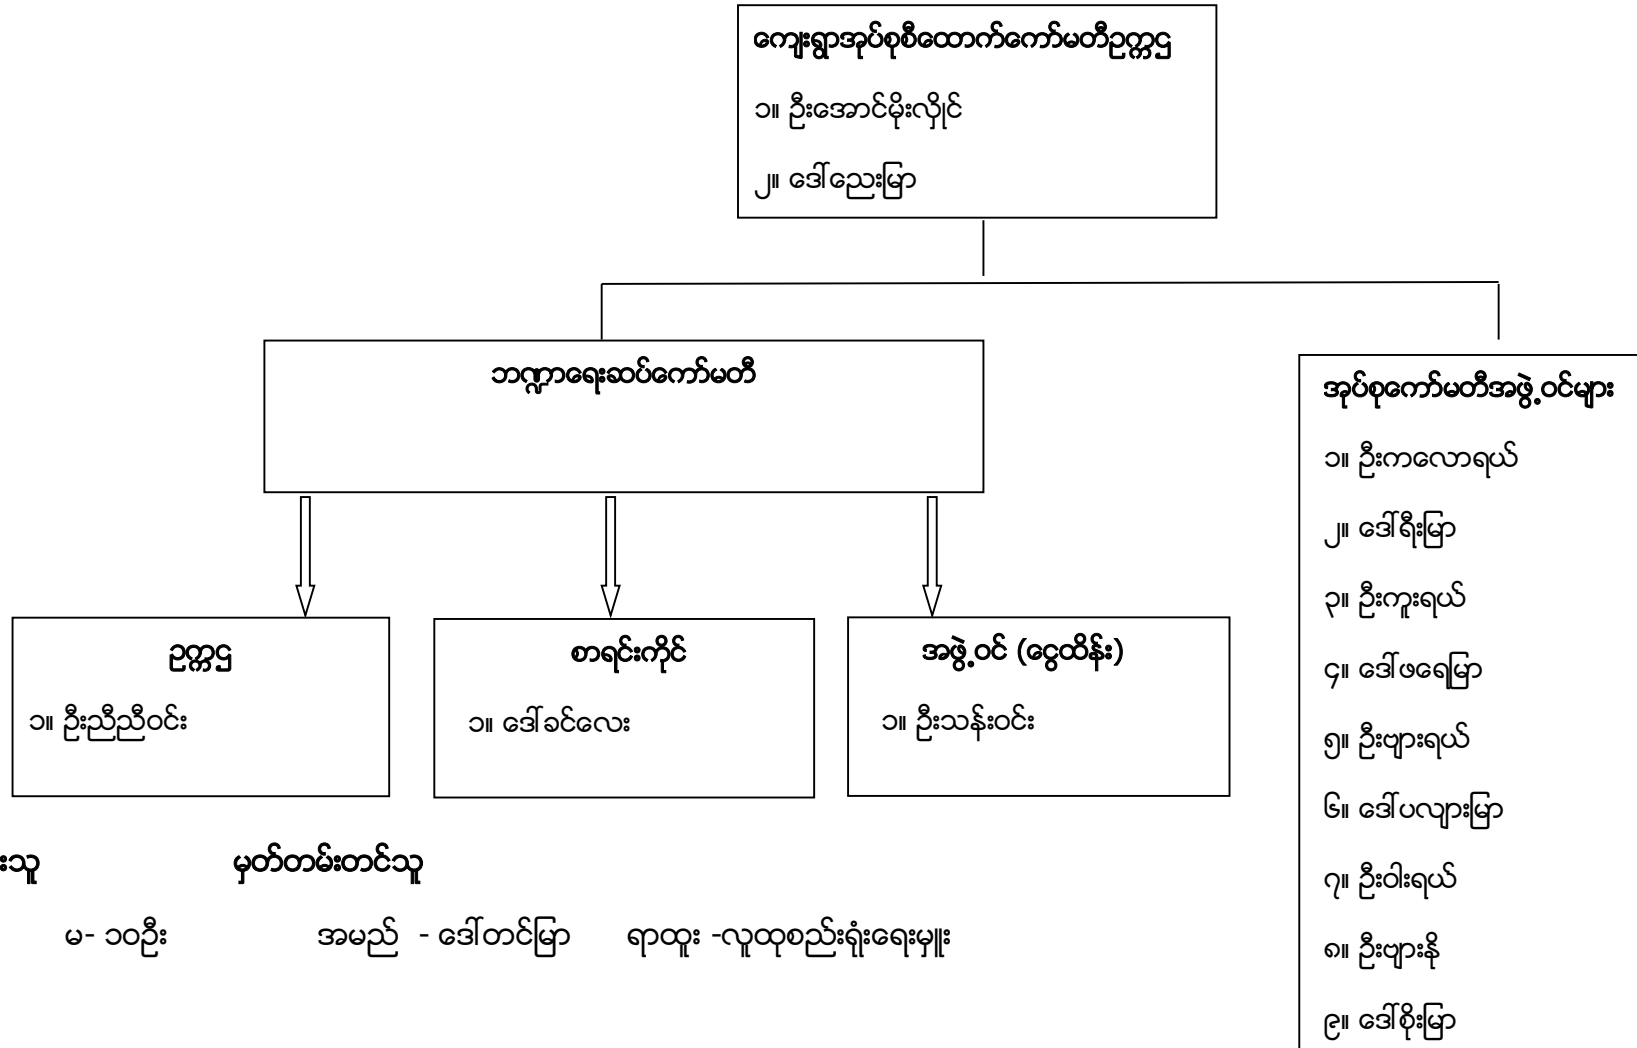 ကျေးရွာအုပ်စုစီထောက်ကော်မတီဥက္ကဋ္ဌ
၁။ ဦးအောင်မိုးလှိုင်
၂။ ဒေါ်ညေးမြာ
ဘဏ္ဍာရေးဆပ်ကော်မတီ
ဥက္ကဋ္ဌ
၁။ ဦးညီညီဝင်း
စာရင်းကိုင်
၁။ ဒေါ်ခင်လေး
အဖွဲ့ဝင် (ငွေထိန်း)
၁။ ဦးသန်းဝင်း
အုပ်စုကော်မတီအဖွဲ့ဝင်များ
၁။ ဦးကလောရယ်
၂။ ဒေါ်ရီးမြာ
၃။ ဦးကူးရယ်
၄။ ဒေါ်ဖရေမြာ
၅။ ဦးဗျားရယ်
၆။ ဒေါ်ပလျားမြာ
၇။ ဦးဝါးရယ်
၈။ ဦးဗျားနိ
၉။ ဒေါ်စိုးမြာ
မှတ်တမ်းတင်သူ
မ- ၁၀ဦး အမည် - ဒေါ်တင်မြာ ရာထူး -လူထုစည်းရုံးရေးမှူး